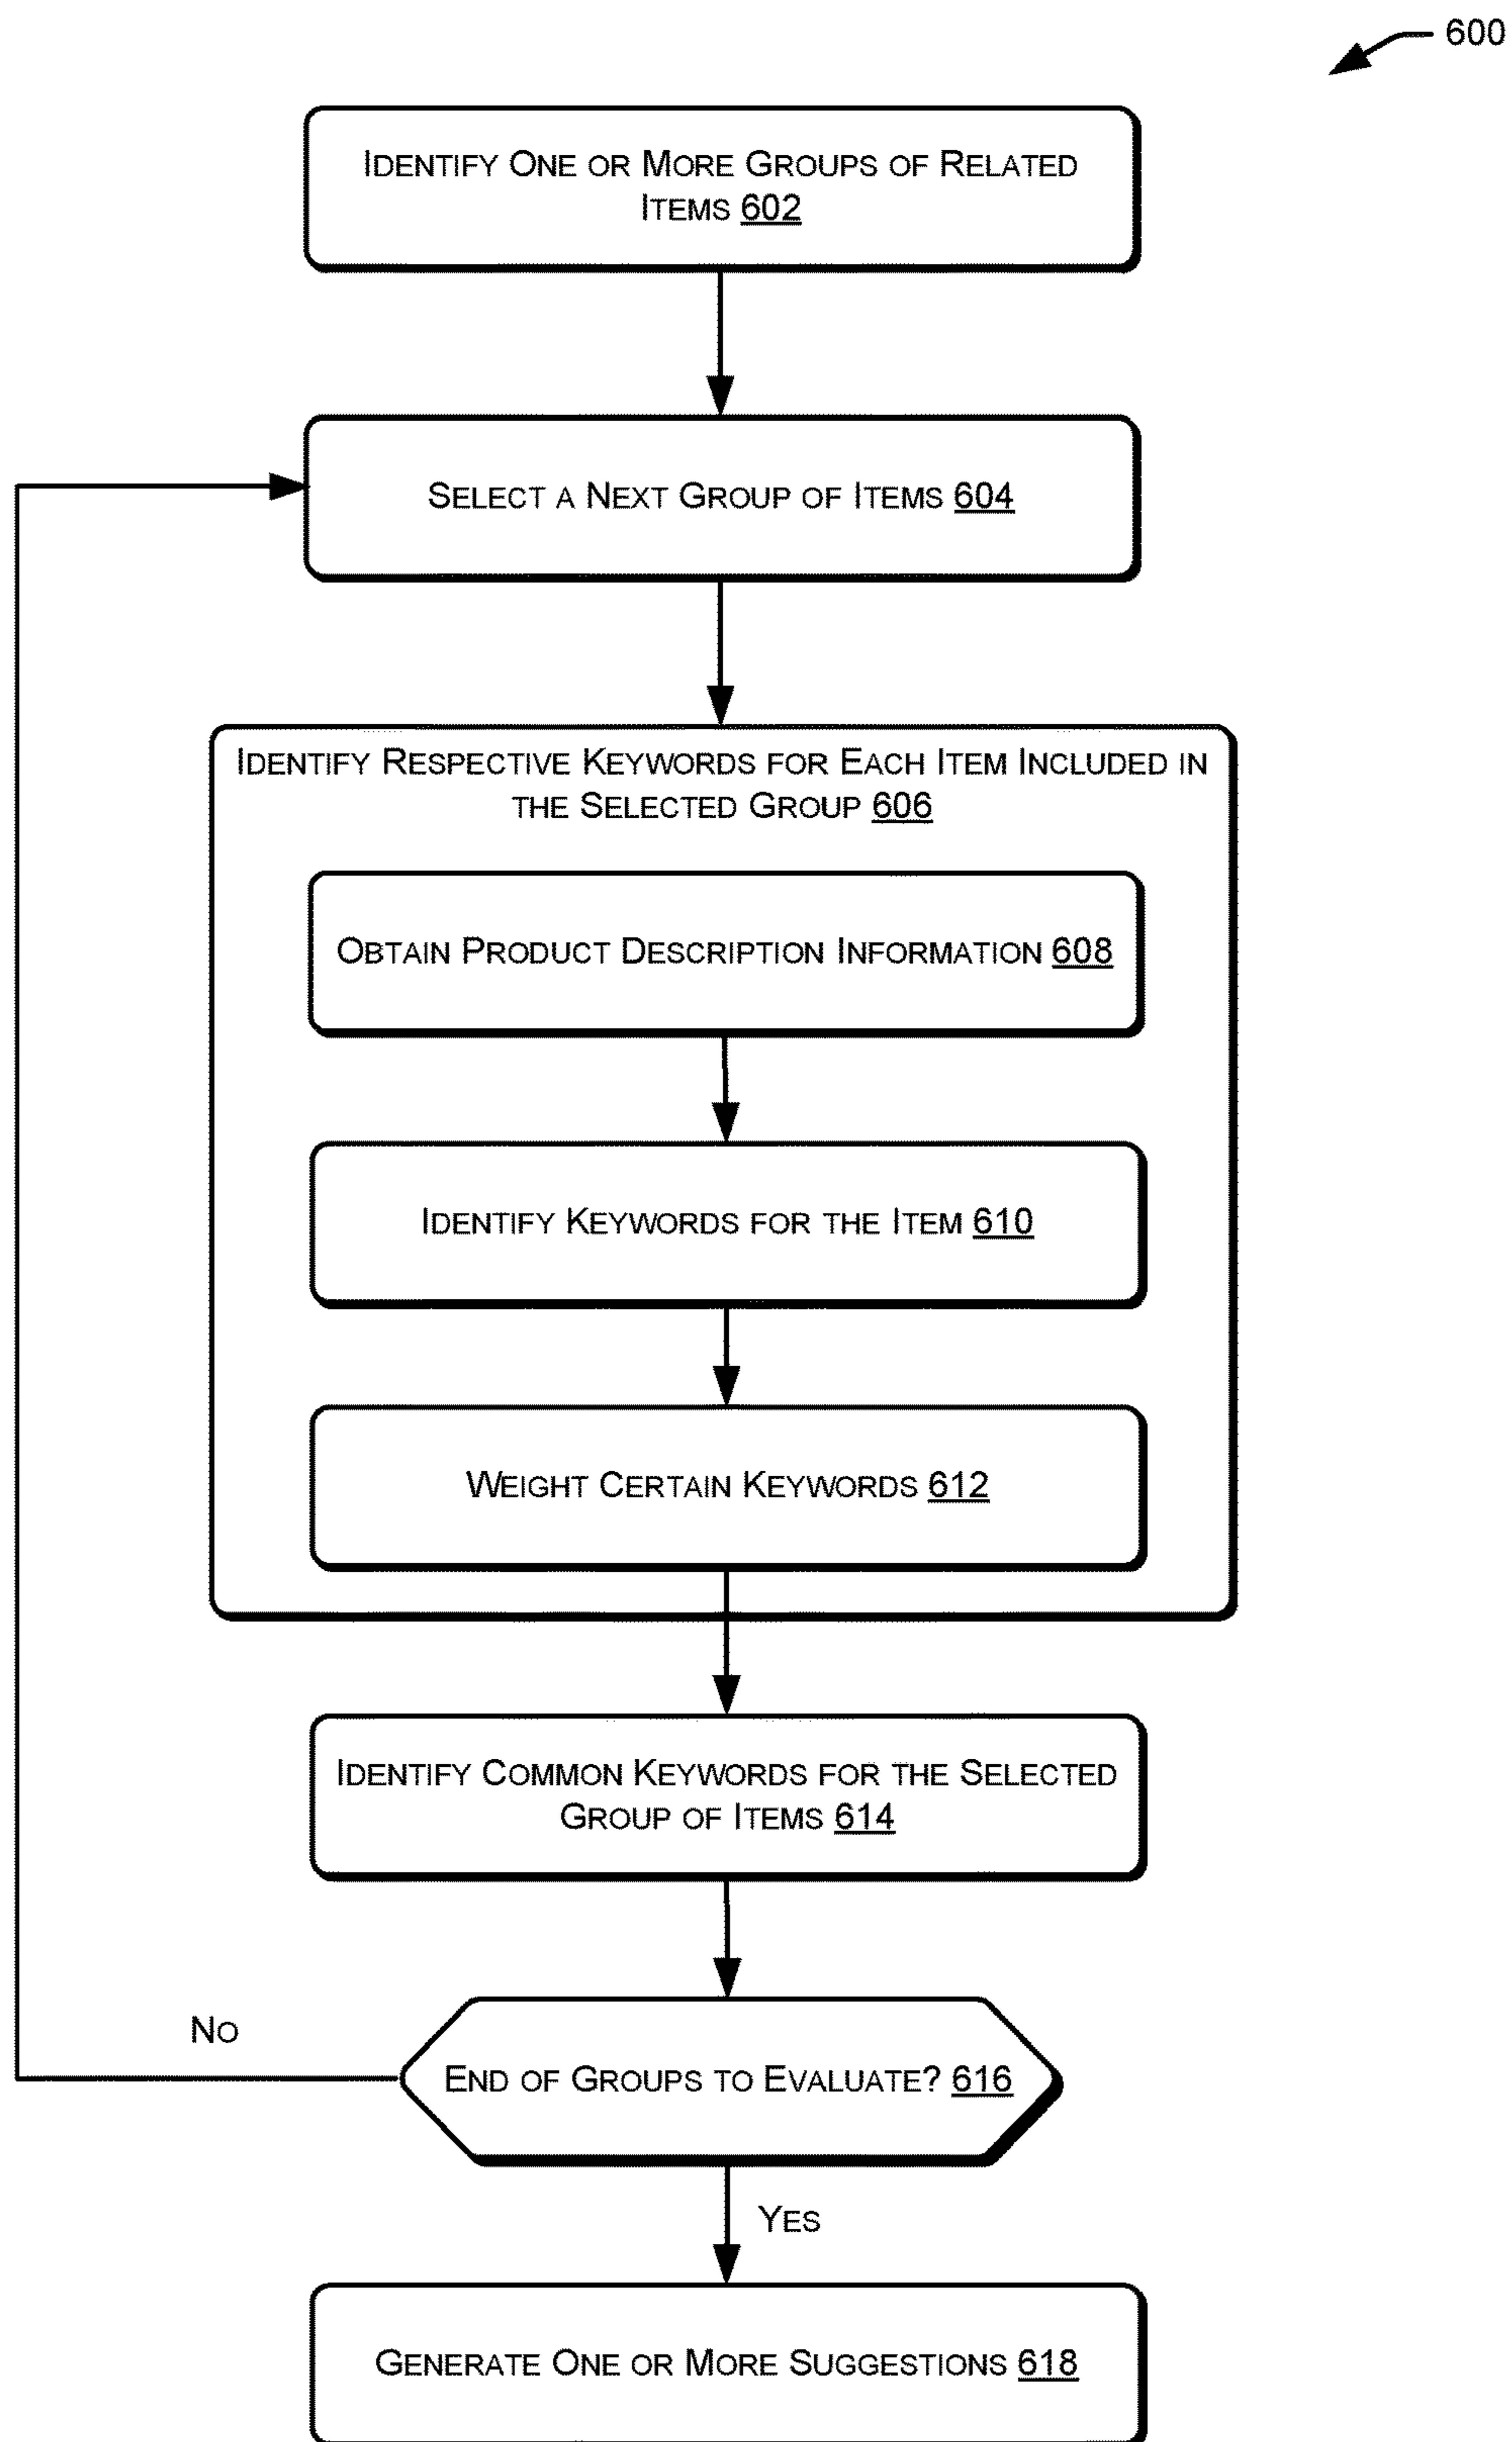 600
IDENTIFY ONE OR MORE GROUPS OF RELATED
ITEMS 602
SELECT A NEXT GROUP OF ITEMS 604
IDENTIFY RESPECTIVE KEYWORDS FOR EACH ITEM INCLUDED IN
THE SELECTED GROUP 606
OBTAIN PRODUCT DESCRIPTION INFORMATION 608
IDENTIFY KEYWORDS FOR THE ITEM 610
WEIGHT CERTAIN KEYWORDS 612
IDENTIFY COMMON KEYWORDS FOR THE SELECTED
GROUP OF ITEMS 614
NO
END OF GROUPS TO EVALUATE? 616
YES
GENERATE ONE OR MORE SUGGESTIONS 618